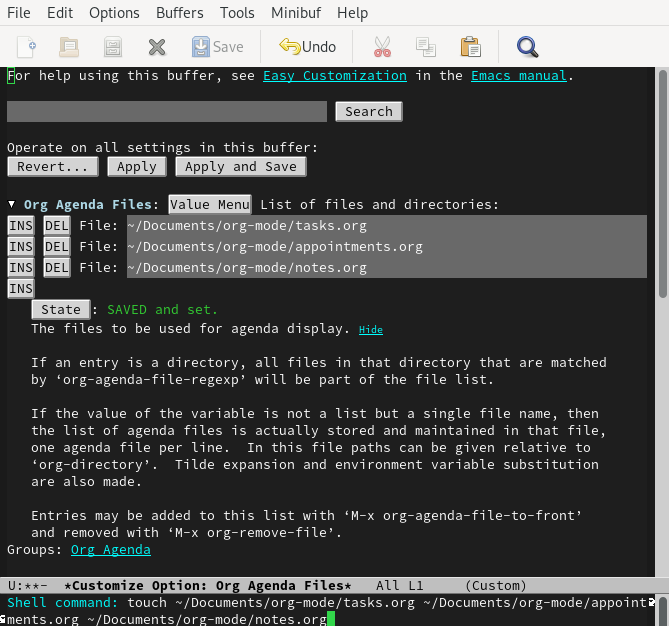 File Edit Options Buffers Tools Minibuf Help
Save Undo
For help using this buffer, see Easy Customization in the Emacs manual.
Search
Operate on all settings in this buffer:
Revert... Apply Apply and Save
▼ Org Agenda Files: Value Menu List of files and directories:
INS DEL File: ~/Documents/org-mode/tasks.org
INS DEL File: ~/Documents/org-mode/appointments.org
INS DEL File: ~/Documents/org-mode/notes.org
INS
State : SAVED and set.
The files to be used for agenda display. Hide
If an entry is a directory, all files in that directory that are matched
by ‘org-agenda-file-regexp’ will be part of the file list.
If the value of the variable is not a list but a single file name, then
the list of agenda files is actually stored and maintained in that file,
one agenda file per line.  In this file paths can be given relative to
‘org-directory’.  Tilde expansion and environment variable substitution
are also made.
Entries may be added to this list with ‘M-x org-agenda-file-to-front’
and removed with ‘M-x org-remove-file’.
Groups: Org Agenda
U:**-  *Customize Option: Org Agenda Files*   All L1     (Custom)
Shell command: touch ~/Documents/org-mode/tasks.org ~/Documents/org-mode/appoint
ments.org ~/Documents/org-mode/notes.org